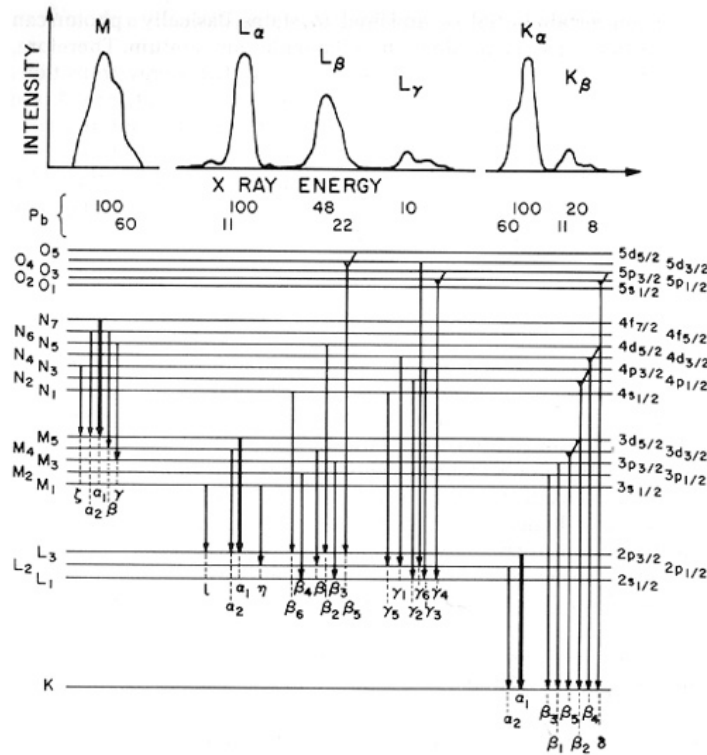 M Lα Lβ Lγ Kα Kβ
INTENSITY
X RAY ENERGY
Pb { 100 100 48 10 100 20
60 11 22 60 11 8
O5 5d5/2
O4 5d3/2
O3 5p3/2
O2 5p1/2
O1 5s1/2
N7 4f7/2
N6 4f5/2
N5 4d5/2
N4 4d3/2
N3 4p3/2
N2 4p1/2
N1 4s1/2
M5 3d5/2
M4 3d3/2
M3 3p3/2
M2 3p1/2
M1 3s1/2
ζ α1 γ
α2 β
L3 2p3/2
L2 2p1/2
L1 2s1/2
l α1 η β4 β β3 γ1 γ6 γ4
α2 β6 β2 β5 γ5 γ2 γ3
K
α1 β3 β5 β4
α2 β1 β2 δ